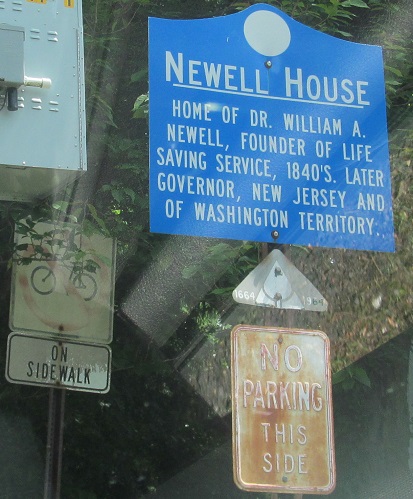 NEWELL HOUSE
HOME OF DR. WILLIAM A.
NEWELL, FOUNDER OF LIFE
SAVING SERVICE, 1840'S. LATER
GOVERNOR, NEW JERSEY AND
OF WASHINGTON TERRITORY.
1664 1964
NO
PARKING
THIS
SIDE
ON
SIDEWALK